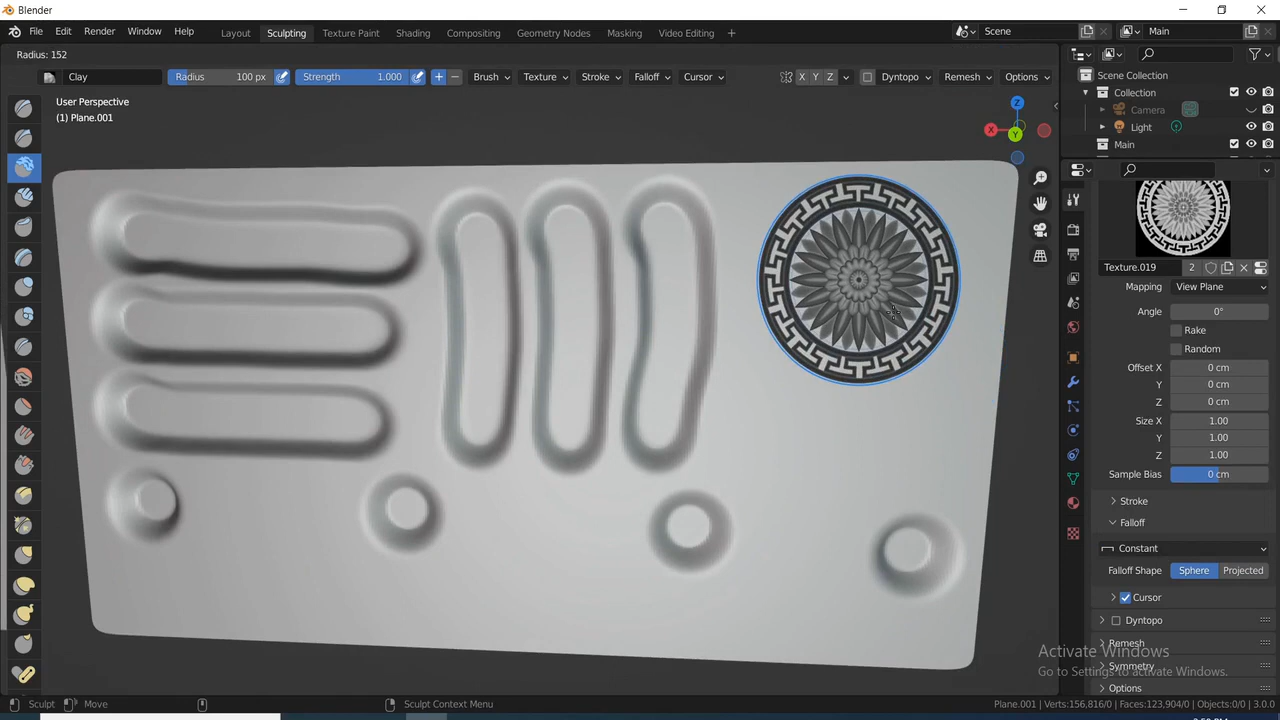 Blender
File Edit Render Window Help Layout Sculpting Texture Paint Shading Compositing Geometry Nodes Masking Video Editing + Scene Main
Radius: 152
Clay Radius 100 px Strength 1.000 + − Brush Texture Stroke Falloff Cursor X Y Z Dyntopo Remesh Options
User Perspective
(1) Plane.001
Z
X
Y
Scene Collection
Collection
Camera
Light
Main
Texture.019 2
Mapping View Plane
Angle 0°
Rake
Random
Offset X 0 cm
Y 0 cm
Z 0 cm
Size X 1.00
Y 1.00
Z 1.00
Sample Bias 0 cm
Stroke
Falloff
Constant
Falloff Shape Sphere Projected
Cursor
Dyntopo
Remesh
Symmetry
Options
Activate Windows
Go to Settings to activate Windows.
Sculpt Move Sculpt Context Menu Plane.001 | Verts:156,816/0 | Faces:123,904/0 | Objects:0/0 | 3.0.0